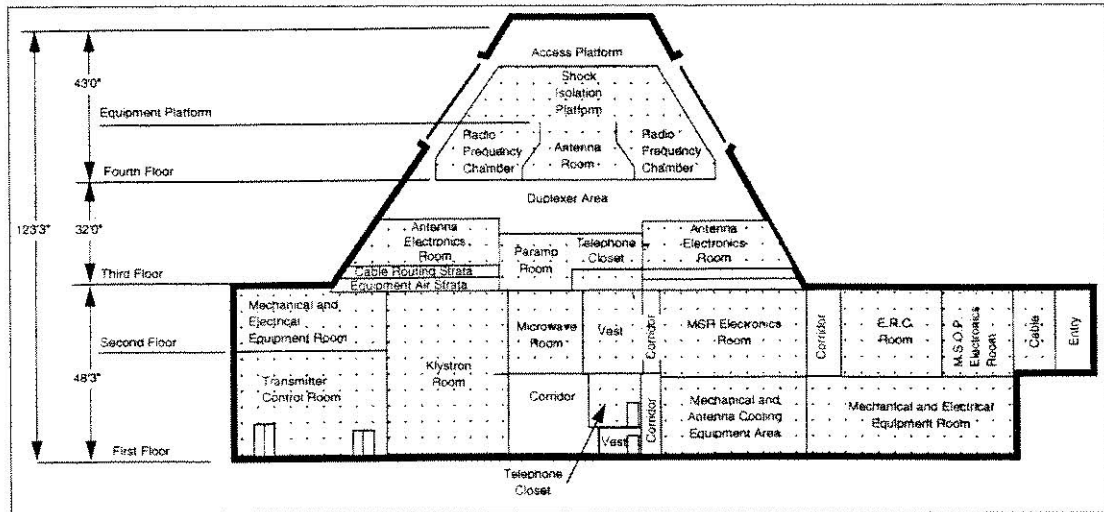 Access Platform
43'0"
Shock
Isolation
Platform
Equipment Platform
Radio
Frequency
Chamber
Antenna
Room
Radio
Frequency
Chamber
Fourth Floor
Duplexer Area
123'3"
32'0"
Antenna
Electronics
Room
Paramp
Room
Telephone
Closet
Antenna
Electronics
Room
Third Floor
Cable Routing Strata
Equipment Air Strata
Mechanical and
Electrical
Equipment Room
Microwave
Room
Vest
Corridor
MSR Electronics
Room
Corridor
E.R.C.
Room
M.S.O.P.
Electronics
Room
Cable
Entry
Second Floor
48'3"
Klystron
Room
Transmitter
Control Room
Corridor
Corridor
Mechanical and
Antenna Cooling
Equipment Area
Mechanical and Electrical
Equipment Room
Vest
First Floor
Telephone
Closet